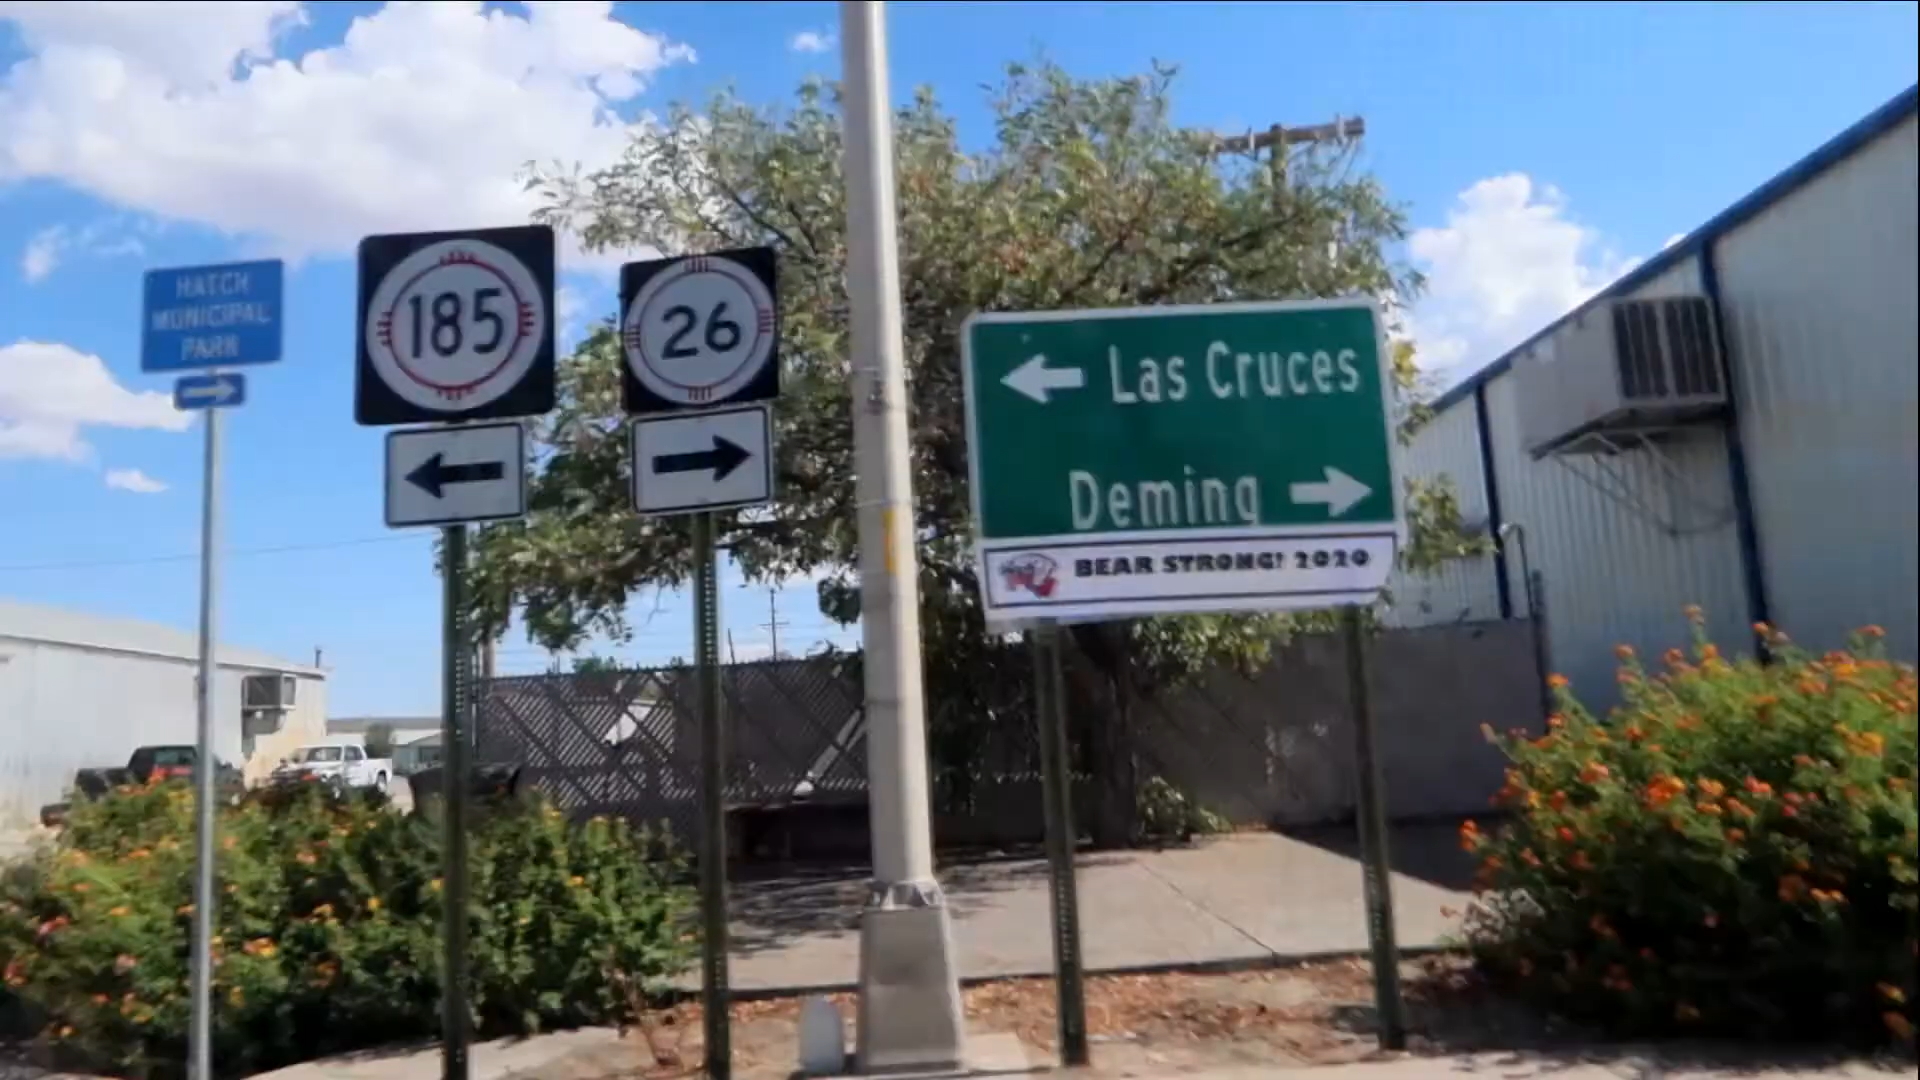 HATCH
MUNICIPAL
PARK
185
26
Las Cruces
Deming
BEAR STRONG! 2020